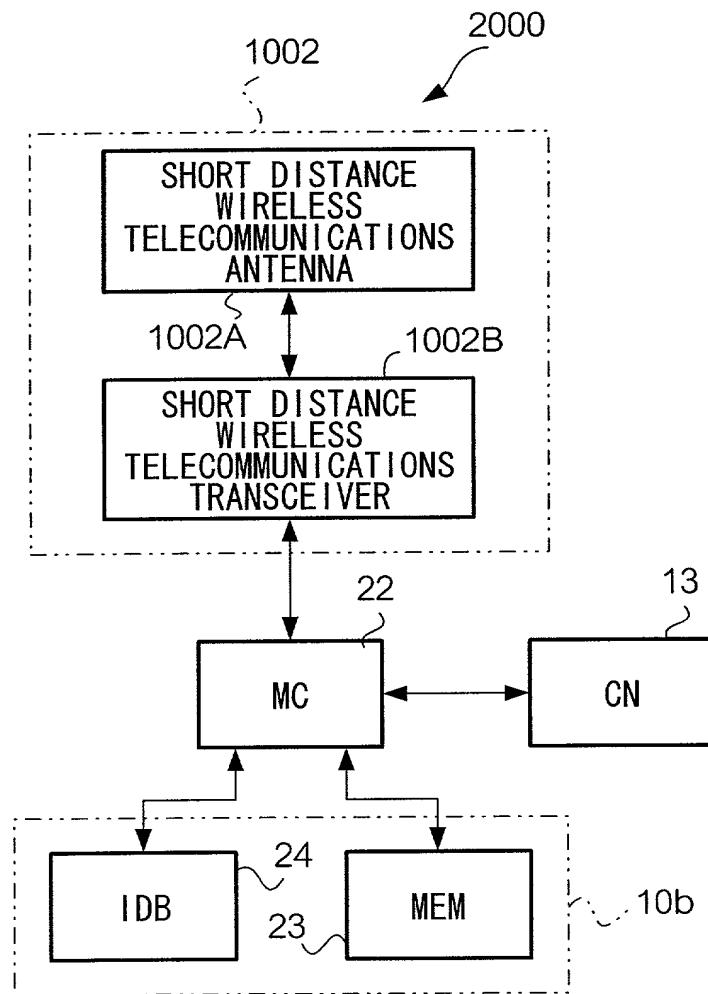 2000
1002
SHORT DISTANCE
WIRELESS
TELECOMMUNICATIONS
ANTENNA
1002A
1002B
SHORT DISTANCE
WIRELESS
TELECOMMUNICATIONS
TRANSCEIVER
22
13
MC
CN
24
IDB
MEM
23
10b